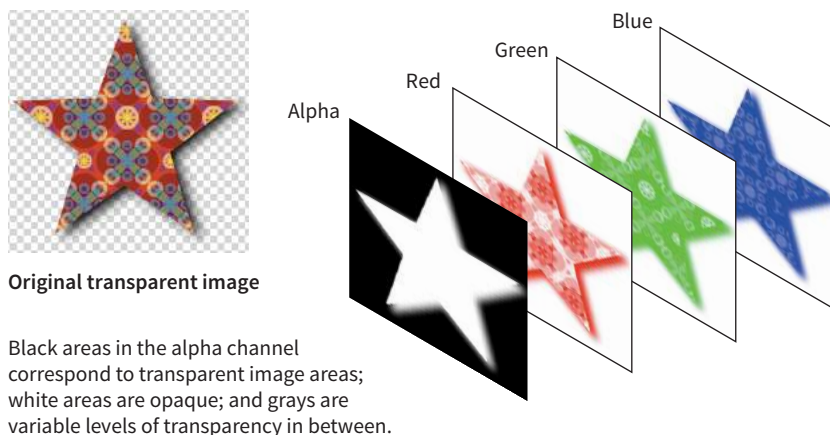 Blue
Green
Red
Alpha
Original transparent image
Black areas in the alpha channel
correspond to transparent image areas;
white areas are opaque; and grays are
variable levels of transparency in between.